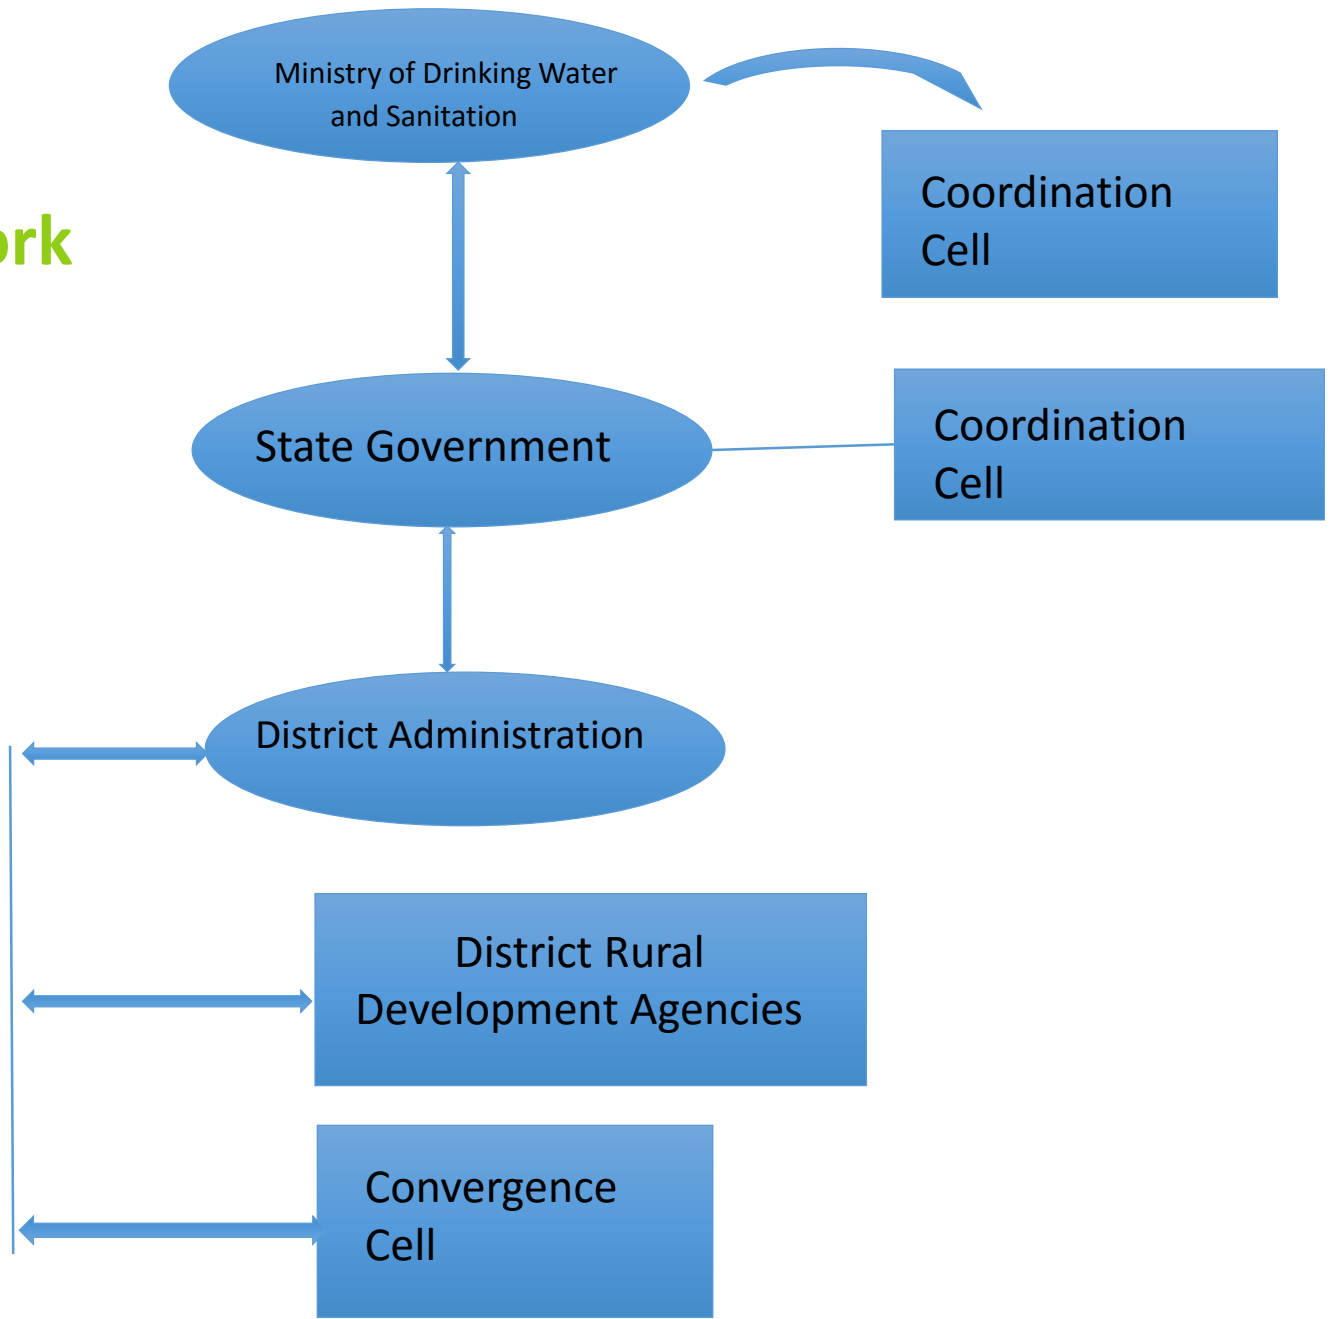 Ministry of Drinking Water
and Sanitation
Coordination
Cell
ork
State Government
Coordination
Cell
District Administration
District Rural
Development Agencies
Convergence
Cell